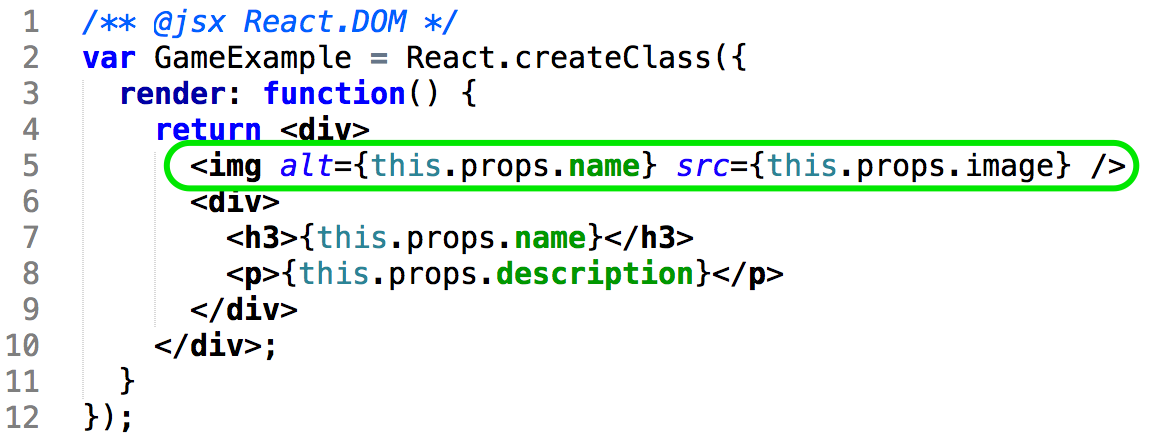 1 /** @jsx React.DOM */
2 var GameExample = React.createClass({
3 render: function() {
4 return <div>
5 <img alt={this.props.name} src={this.props.image} />
6 <div>
7 <h3>{this.props.name}</h3>
8 <p>{this.props.description}</p>
9 </div>
10 </div>;
11 }
12 });